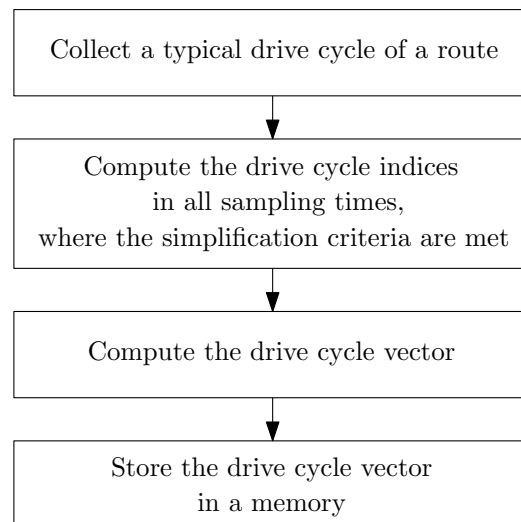 Collect a typical drive cycle of a route
Compute the drive cycle indices
in all sampling times,
where the simplification criteria are met
Compute the drive cycle vector
Store the drive cycle vector
in a memory